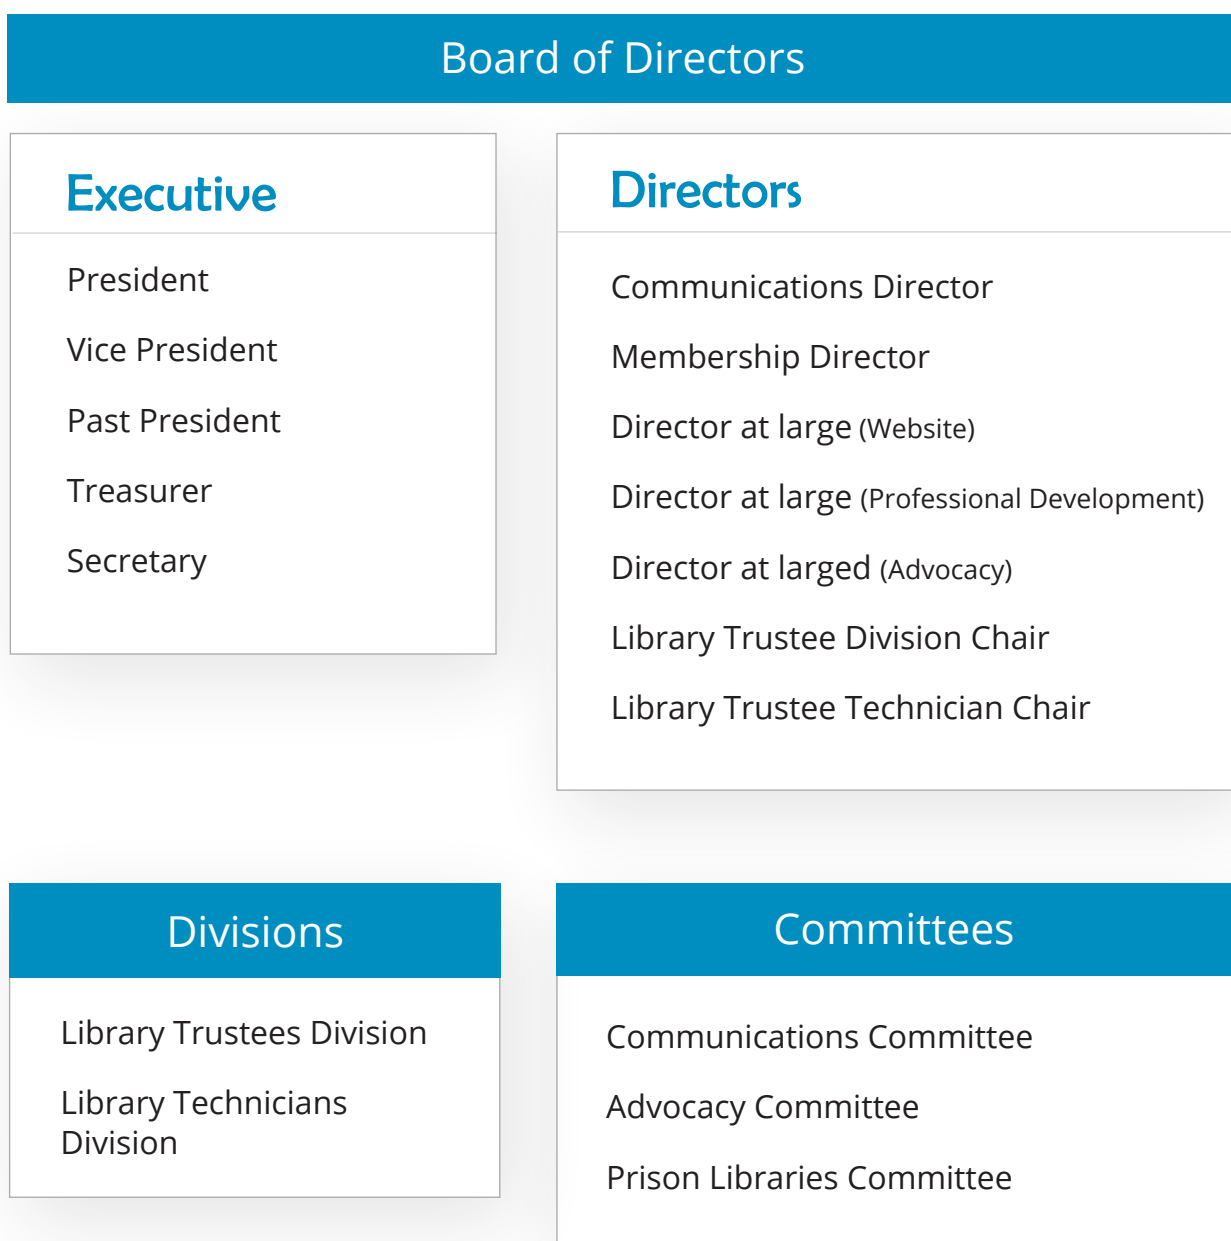 Board of Directors
Executive
President
Vice President
Past President
Treasurer
Secretary
Directors
Communications Director
Membership Director
Director at large (Website)
Director at large (Professional Development)
Director at larged (Advocacy)
Library Trustee Division Chair
Library Trustee Technician Chair
Divisions
Library Trustees Division
Library Technicians
Division
Committees
Communications Committee
Advocacy Committee
Prison Libraries Committee